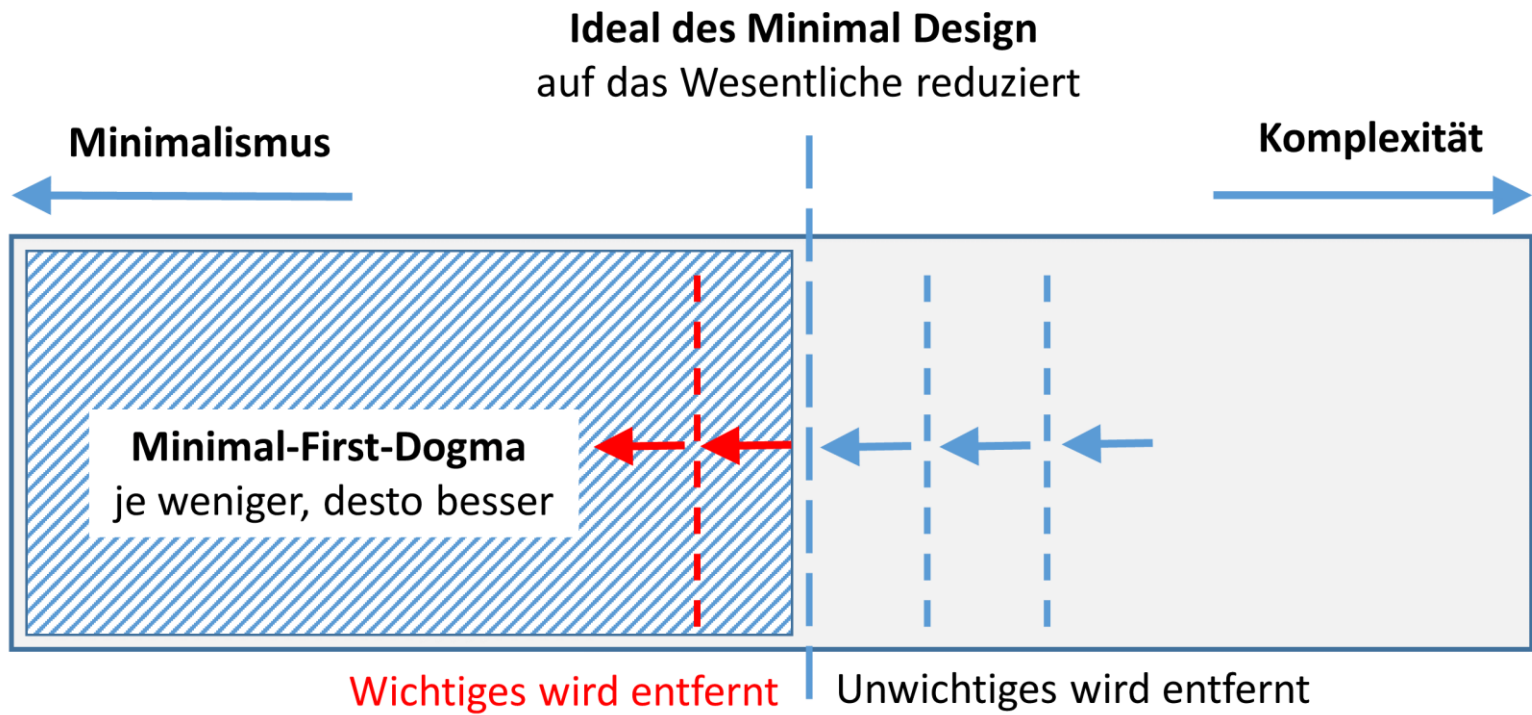 Ideal des Minimal Design
auf das Wesentliche reduziert
Minimalismus
Komplexität
Minimal-First-Dogma
je weniger, desto besser
Wichtiges wird entfernt
Unwichtiges wird entfernt